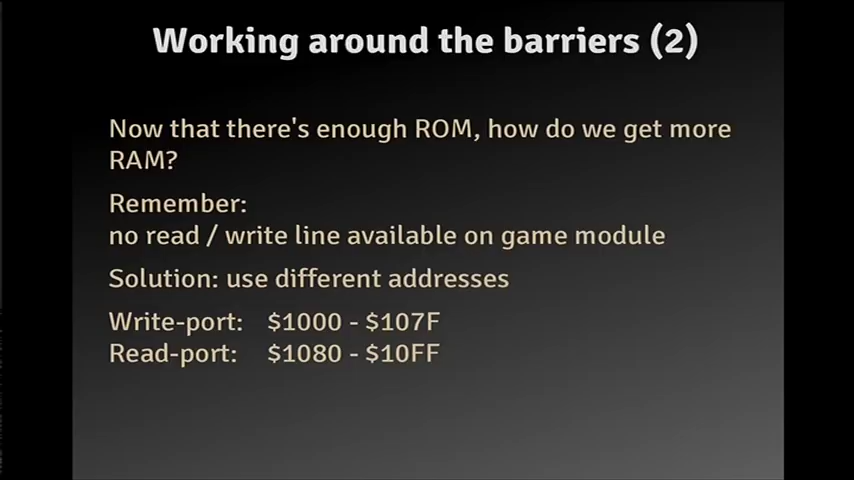 Working around the barriers (2)
Now that there's enough ROM, how do we get more
RAM?
Remember:
no read / write line available on game module
Solution: use different addresses
Write-port: $1000 - $107F
Read-port: $1080 - $10FF